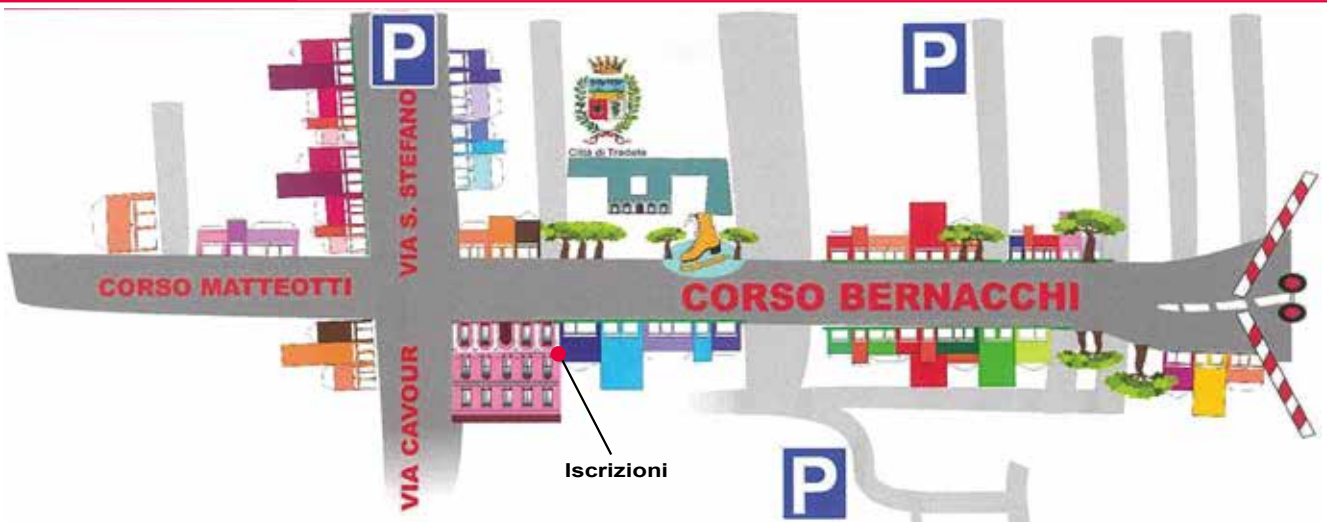 P
P
Città di Tradate
VIA S. STEFANO
CORSO MATTEOTTI
CORSO BERNACCHI
VIA CAVOUR
Iscrizioni
P